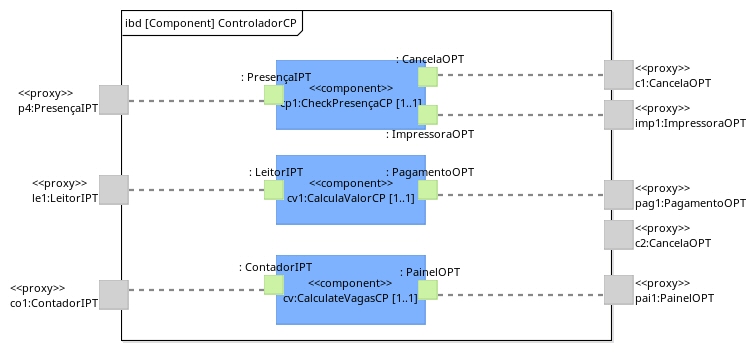 ibd [Component] ControladorCP
: CancelaOPT
<<proxy>>
c1:CancelaOPT
: PresençaIPT
<<component>>
cp1:CheckPresençaCP [1..1]
<<proxy>>
p4:PresençaIPT
<<proxy>>
imp1:ImpressoraOPT
: ImpressoraOPT
: LeitorIPT
: PagamentoOPT
<<proxy>>
le1:LeitorIPT
<<component>>
cv1:CalculaValorCP [1..1]
<<proxy>>
pag1:PagamentoOPT
<<proxy>>
c2:CancelaOPT
: ContadorIPT
: PainelOPT
<<proxy>>
co1:ContadorIPT
<<component>>
cv:CalculateVagasCP [1..1]
<<proxy>>
pai1:PainelOPT